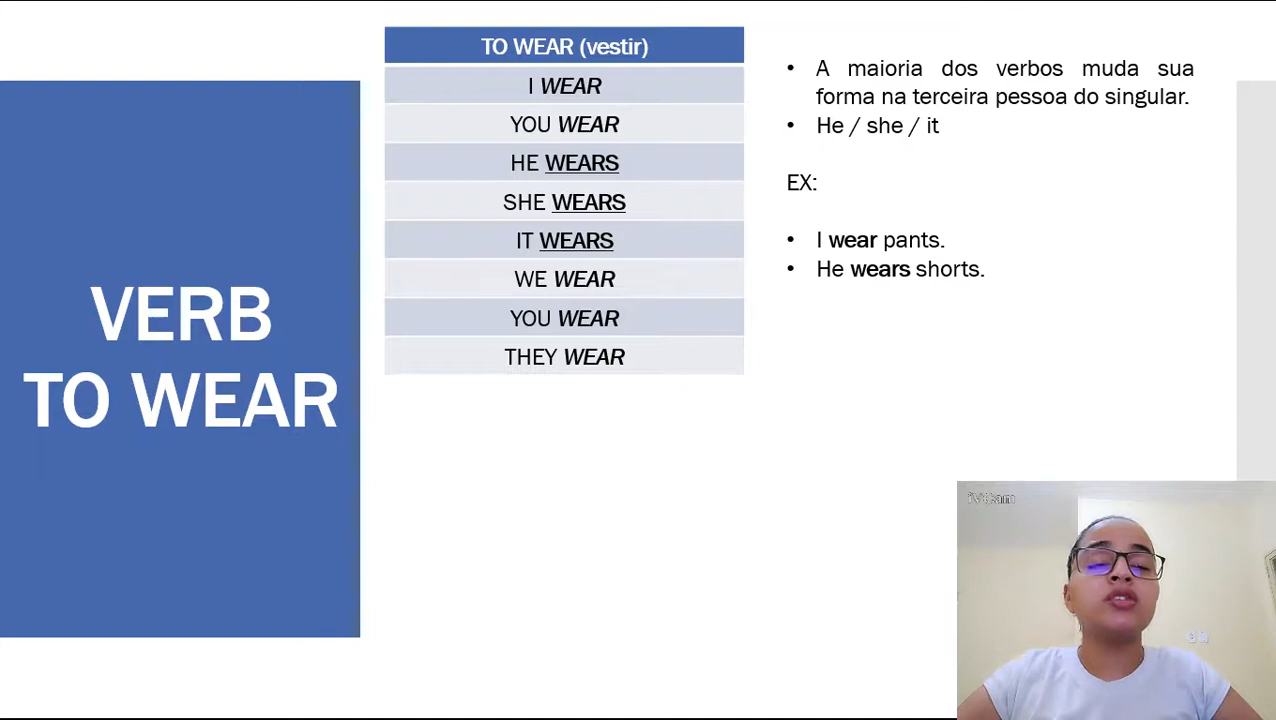 VERB
TO WEAR
TO WEAR (vestir)
I WEAR
YOU WEAR
HE WEARS
SHE WEARS
IT WEARS
WE WEAR
YOU WEAR
THEY WEAR
• A maioria dos verbos muda sua
forma na terceira pessoa do singular.
• He / she / it
EX:
• I wear pants.
• He wears shorts.